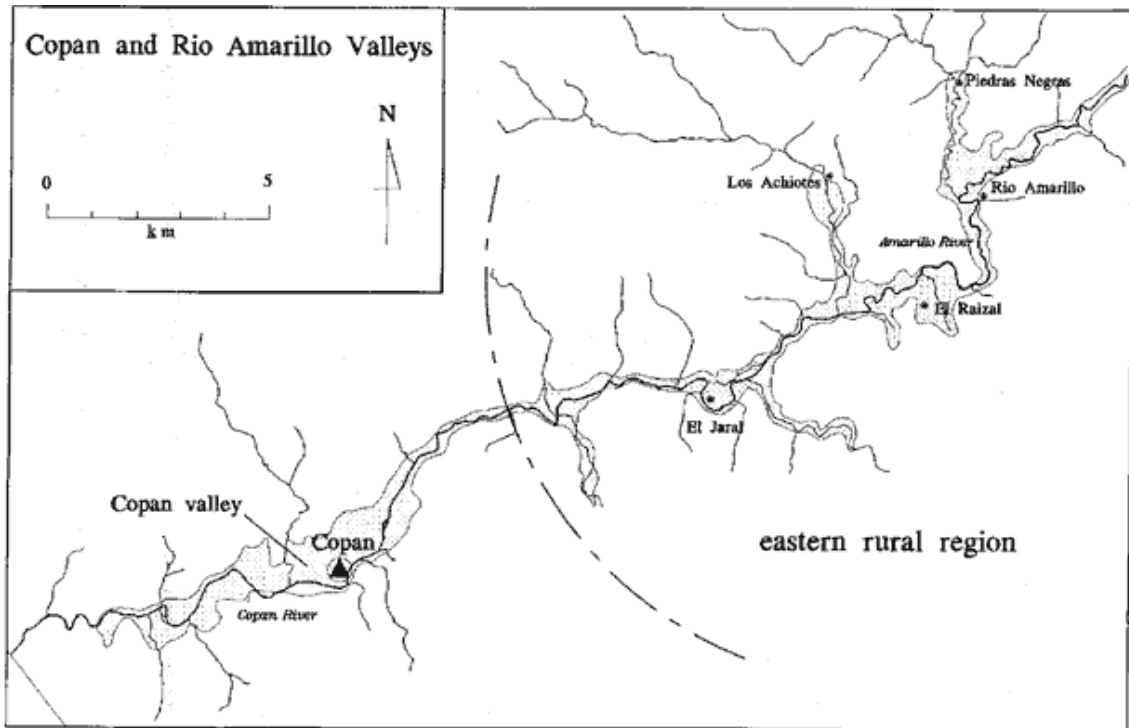 Copan and Rio Amarillo Valleys
N
0 5
km
Piedras Negras
Los Achiotes
Rio Amarillo
Amarillo River
El Raizal
El Jaral
Copan valley
Copan
eastern rural region
Copan River